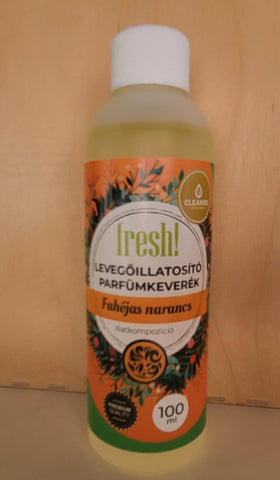 CLEANNE
fresh!
LEVEGŐILLATOSÍTÓ
PARFÜMKEVERÉK
Fahéjas narancs
illatkompozíció
PREMIUM
QUALITY
100
ml